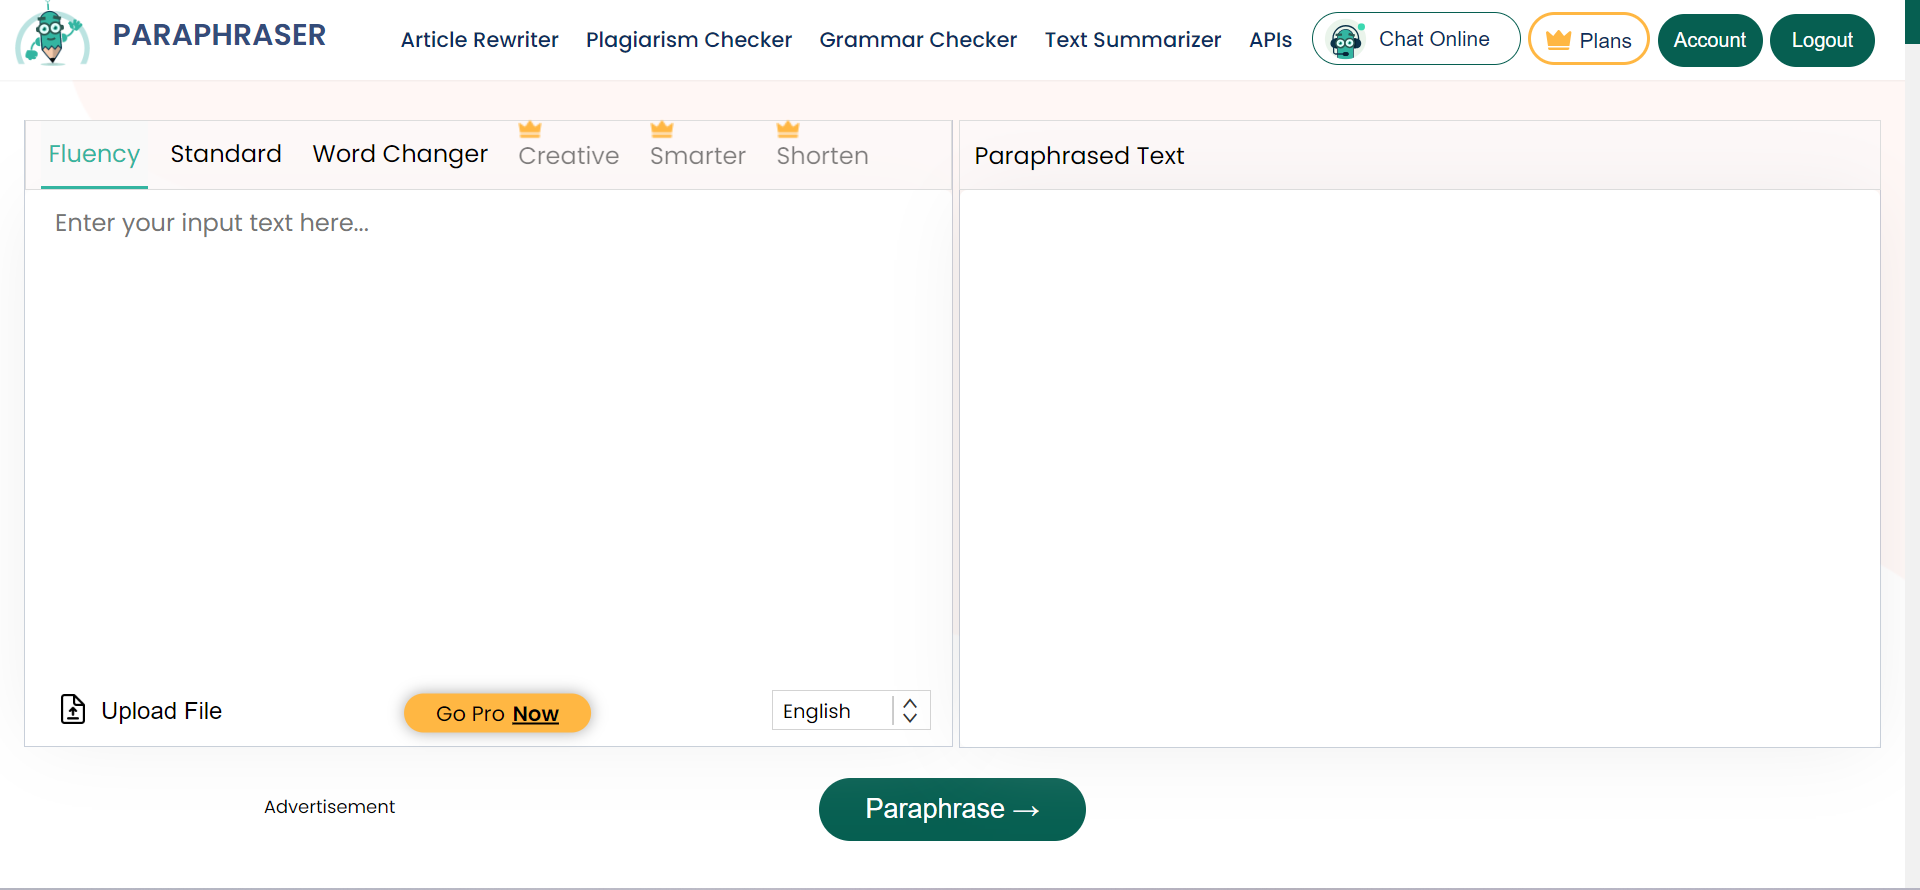 PARAPHRASER
Article Rewriter Plagiarism Checker Grammar Checker Text Summarizer APIs Chat Online Plans Account Logout
Fluency Standard Word Changer Creative Smarter Shorten
Paraphrased Text
Enter your input text here...
Upload File Go Pro Now English
Advertisement
Paraphrase →